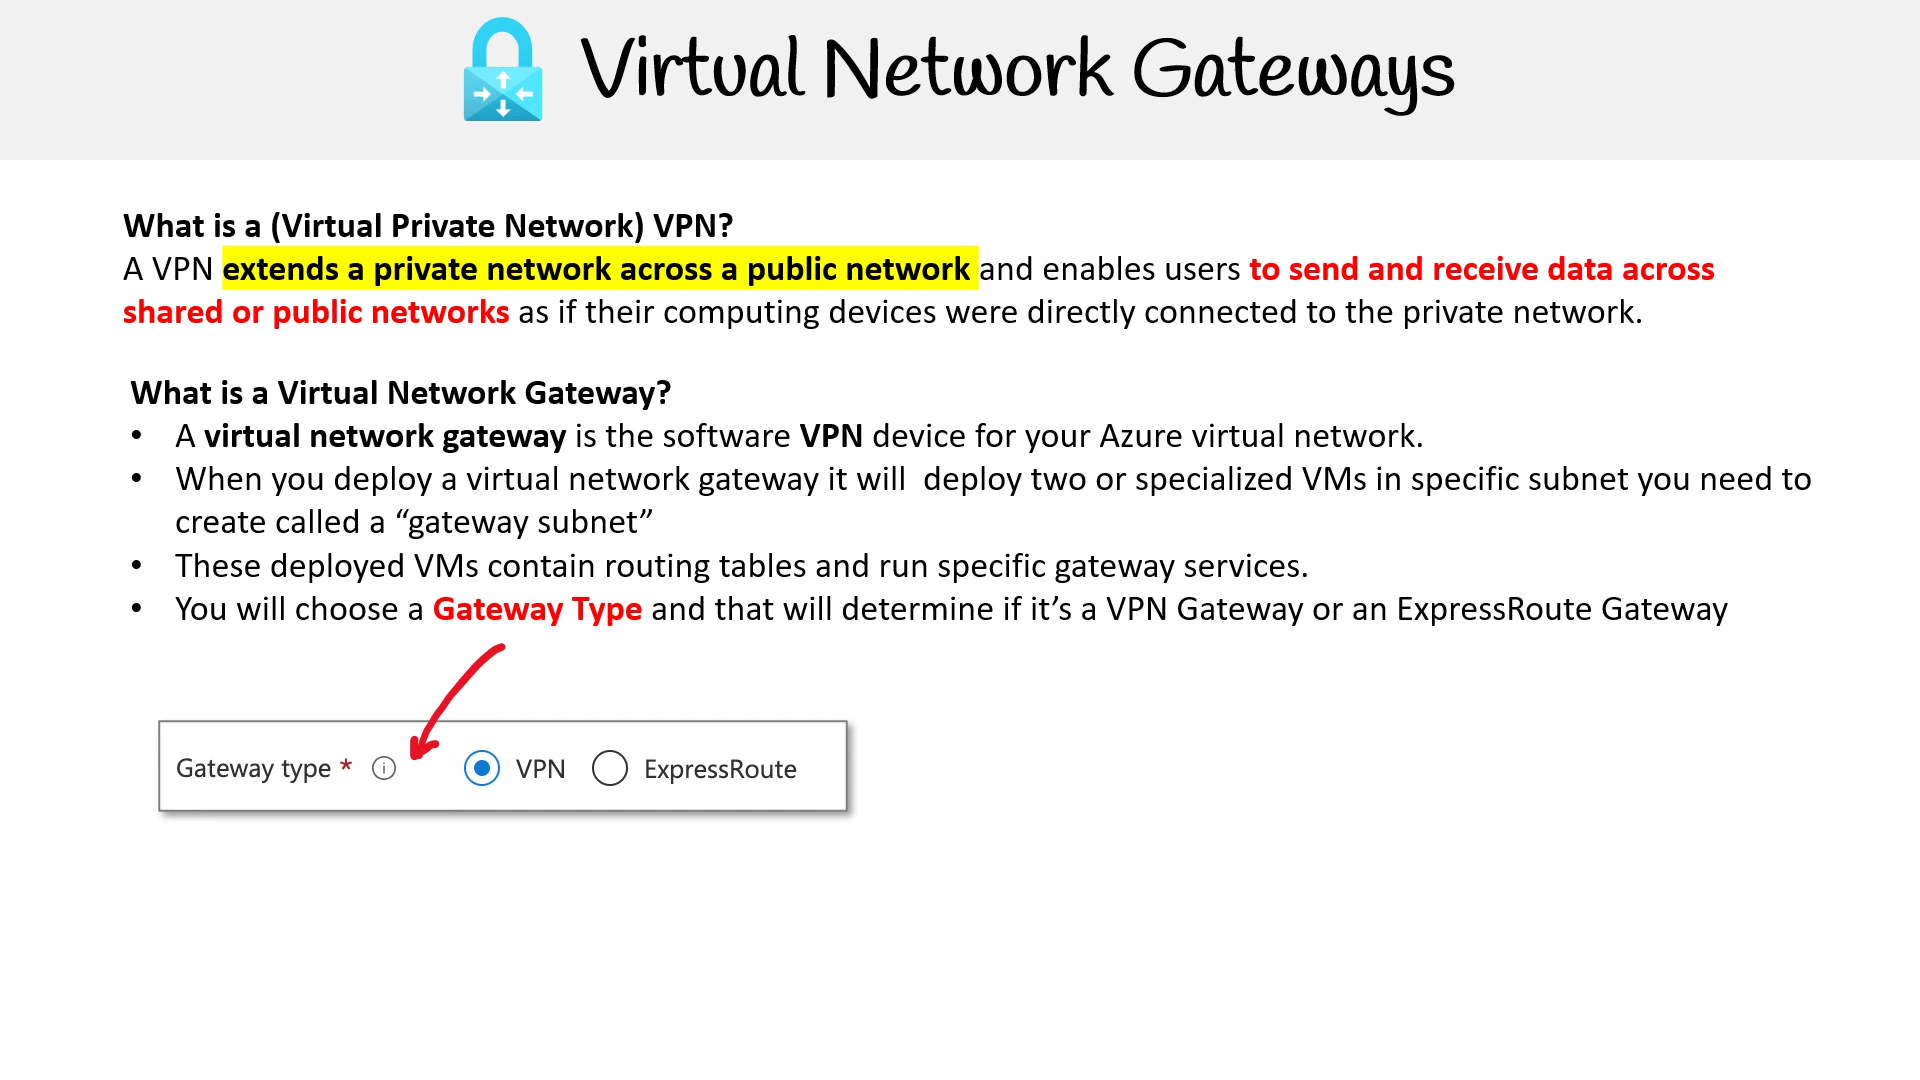 Virtual Network Gateways
What is a (Virtual Private Network) VPN?
A VPN extends a private network across a public network and enables users to send and receive data across
shared or public networks as if their computing devices were directly connected to the private network.
What is a Virtual Network Gateway?
• A virtual network gateway is the software VPN device for your Azure virtual network.
• When you deploy a virtual network gateway it will  deploy two or specialized VMs in specific subnet you need to
create called a “gateway subnet”
• These deployed VMs contain routing tables and run specific gateway services.
• You will choose a Gateway Type and that will determine if it’s a VPN Gateway or an ExpressRoute Gateway
Gateway type * VPN ExpressRoute